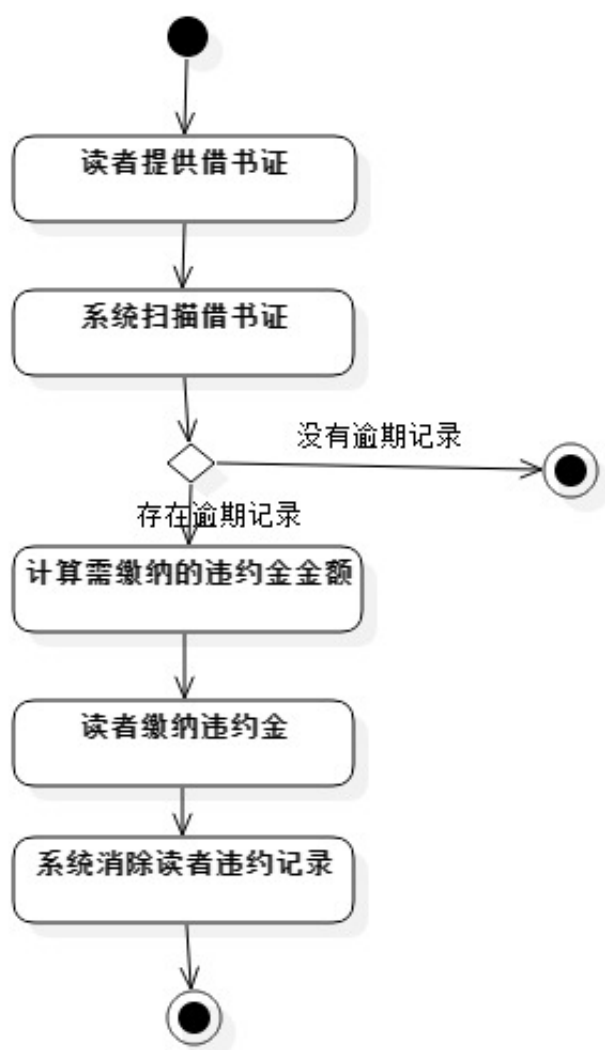 读者提供借书证
系统扫描借书证
没有逾期记录
存在逾期记录
计算需缴纳的违约金金额
读者缴纳违约金
系统消除读者违约记录